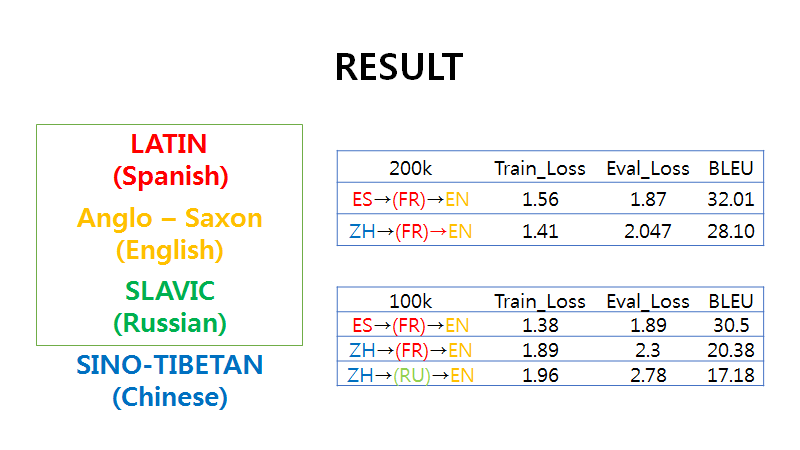 RESULT
LATIN
(Spanish)
Anglo – Saxon
(English)
SLAVIC
(Russian)
SINO-TIBETAN
(Chinese)
200k Train_Loss Eval_Loss BLEU
ES→(FR)→EN 1.56 1.87 32.01
ZH→(FR)→EN 1.41 2.047 28.10
100k Train_Loss Eval_Loss BLEU
ES→(FR)→EN 1.38 1.89 30.5
ZH→(FR)→EN 1.89 2.3 20.38
ZH→(RU)→EN 1.96 2.78 17.18